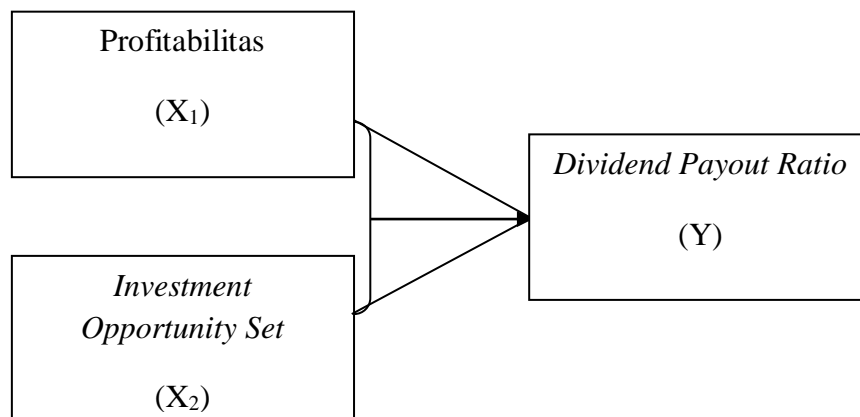 Profitabilitas
(X₁)
Dividend Payout Ratio
(Y)
Investment
Opportunity Set
(X₂)